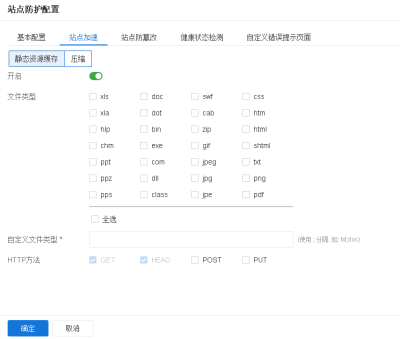 站点防护配置
基本配置 站点加速 站点防篡改 健康状态检测 自定义错误提示页面
静态资源缓存 压缩
开启
文件类型 xls doc swf css
xla dot cab htm
hlp bin zip html
chm exe gif shtml
ppt com jpeg txt
ppz dll jpg png
pps class jpe pdf
全选
自定义文件类型 * (使用 ; 分隔. 如: txt;doc)
HTTP方法 GET HEAD POST PUT
确定 取消